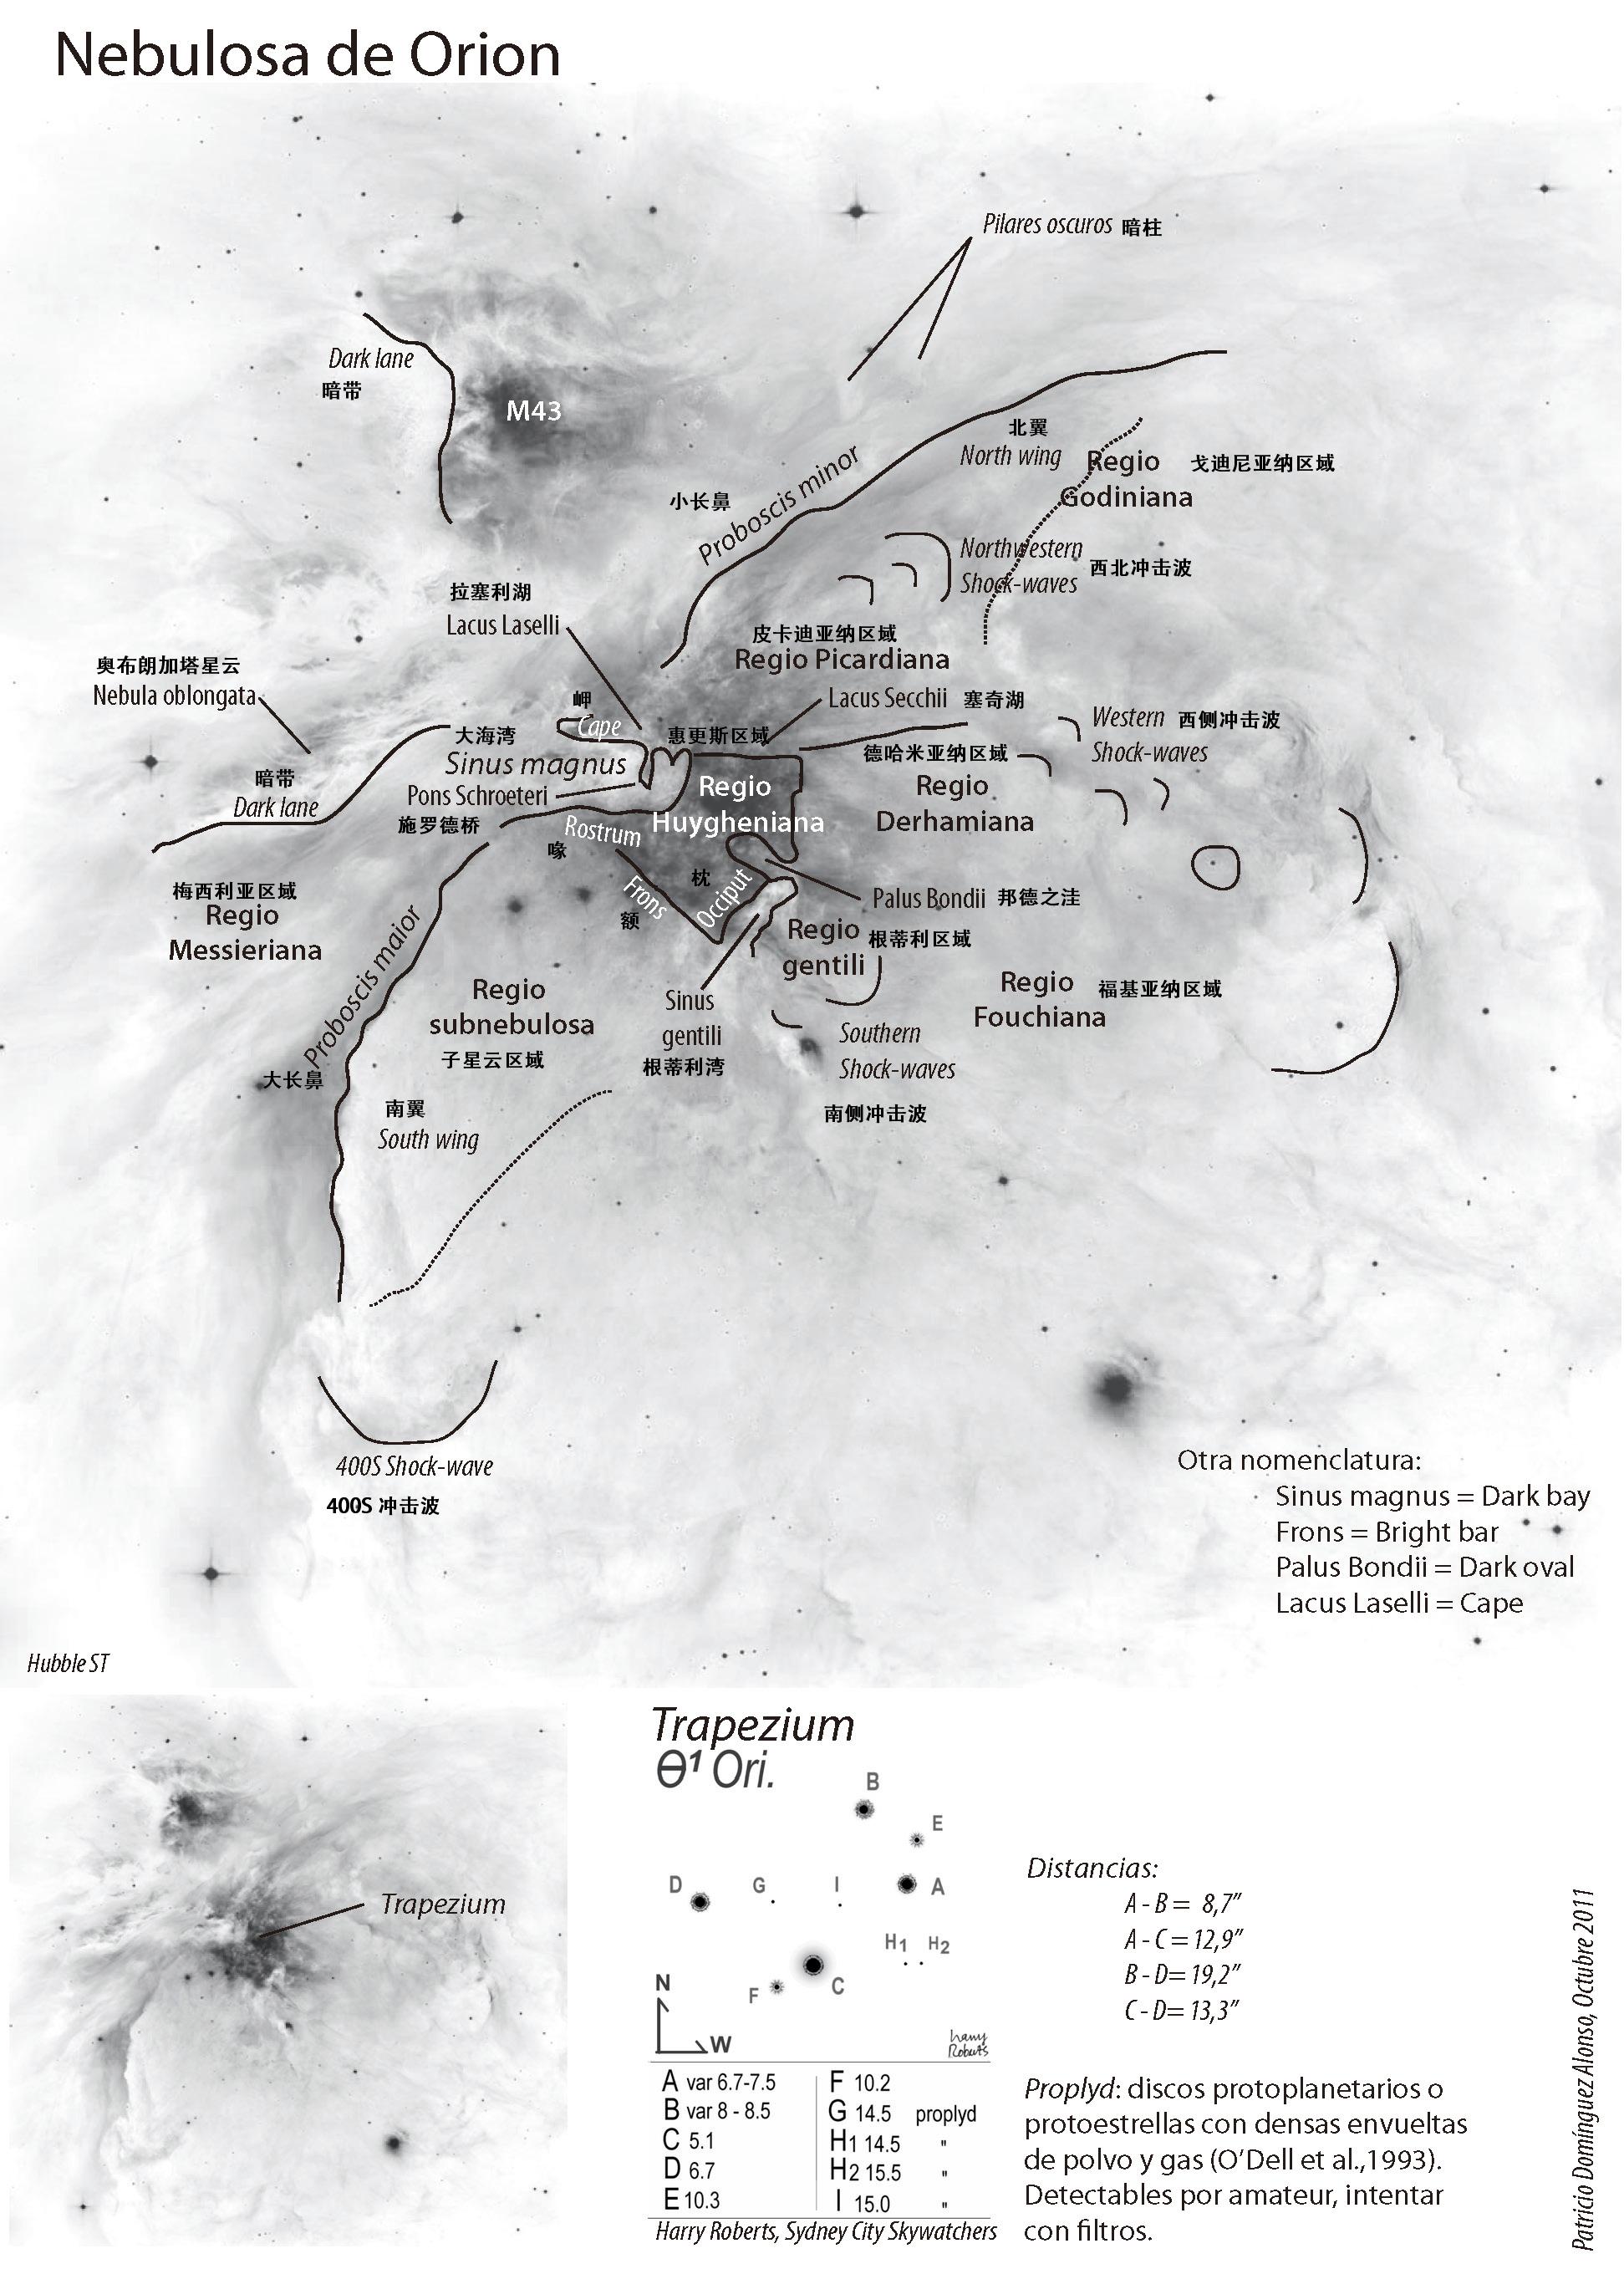 Nebulosa de Orion
Pilares oscuros 暗柱
Dark lane
暗带
M43
北翼
North wing
Regio
Godiniana
戈迪尼亚纳区域
小长鼻
Proboscis minor
Northwestern
Shock-waves
西北冲击波
拉塞利湖
Lacus Laselli
皮卡迪亚纳区域
Regio Picardiana
奥布朗加塔星云
Nebula oblongata
岬
Cape
Lacus Secchii 塞奇湖
Western 西侧冲击波
Shock-waves
大海湾
Sinus magnus
惠更斯区域
Regio
Huygheniana
德哈米亚纳区域
Regio
Derhamiana
暗带
Dark lane
Pons Schroeteri
施罗德桥
Rostrum
喙
枕
Occiput
Frons
额
Palus Bondii 邦德之洼
梅西利亚区域
Regio
Messieriana
Proboscis maior
大长鼻
Regio
gentili
根蒂利区域
Regio
subnebulosa
子星云区域
Sinus
gentili
根蒂利湾
Regio
Fouchiana
福基亚纳区域
Southern
Shock-waves
南侧冲击波
南翼
South wing
400S Shock-wave
400S 冲击波
Otra nomenclatura:
Sinus magnus = Dark bay
Frons = Bright bar
Palus Bondii = Dark oval
Lacus Laselli = Cape
Hubble ST
Trapezium
Trapezium
θ¹ Ori.
B
E
D
G
I
A
H1 H2
C
F
N
W
Harry
Roberts
A var 6.7-7.5
B var 8 - 8.5
C 5.1
D 6.7
E 10.3
F 10.2
G 14.5 proplyd
H1 14.5 "
H2 15.5 "
I 15.0 "
Harry Roberts, Sydney City Skywatchers
Distancias:
A - B = 8,7″
A - C = 12,9″
B - D= 19,2″
C - D= 13,3″
Proplyd: discos protoplanetarios o
protoestrellas con densas envueltas
de polvo y gas (O’Dell et al.,1993).
Detectables por amateur, intentar
con filtros.
Patricio Domínguez Alonso, Octubre 2011